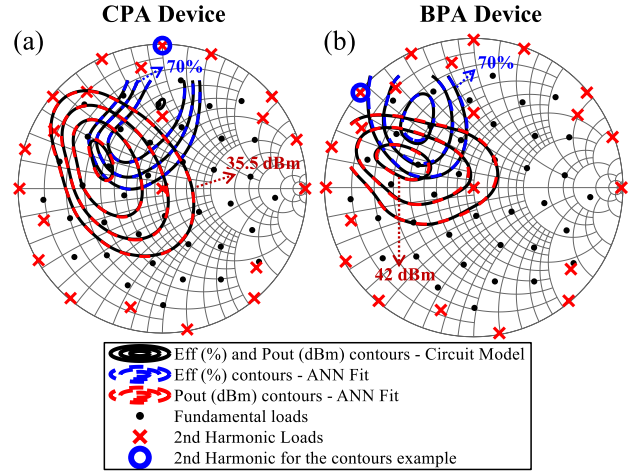 CPA Device
BPA Device
(a)
(b)
70%
70%
35.5 dBm
42 dBm
Eff (%) and Pout (dBm) contours - Circuit Model
Eff (%) contours - ANN Fit
Pout (dBm) contours - ANN Fit
Fundamental loads
2nd Harmonic Loads
2nd Harmonic for the contours example